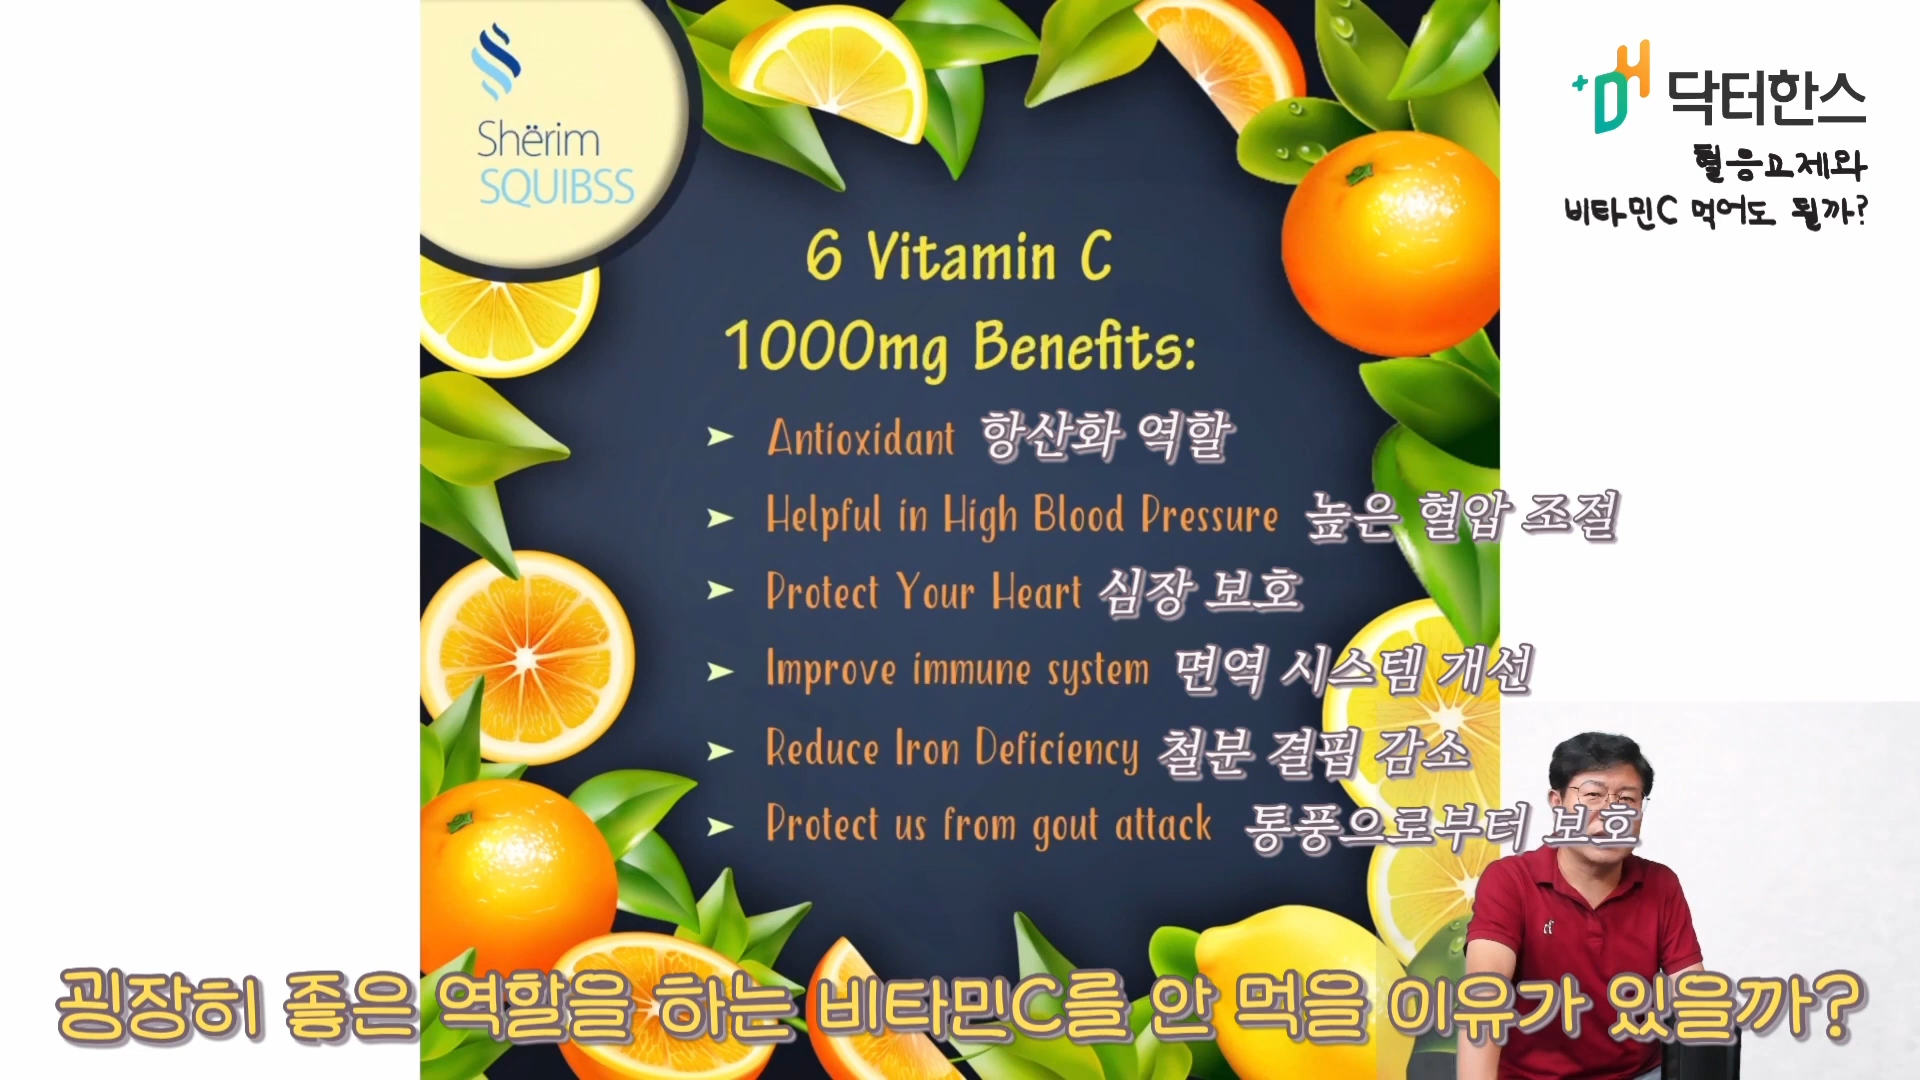 Shërim
SQUIBSS
닥터한스
혈응고제와
비타민C 먹어도 될까?
6 Vitamin C
1000mg Benefits:
Antioxidant 항산화 역할
Helpful in High Blood Pressure 높은 혈압 조절
Protect Your Heart 심장 보호
Improve immune system 면역 시스템 개선
Reduce Iron Deficiency 철분 결핍 감소
Protect us from gout attack 통풍으로부터 보호
굉장히 좋은 역할을 하는 비타민C를 안 먹을 이유가 있을까?